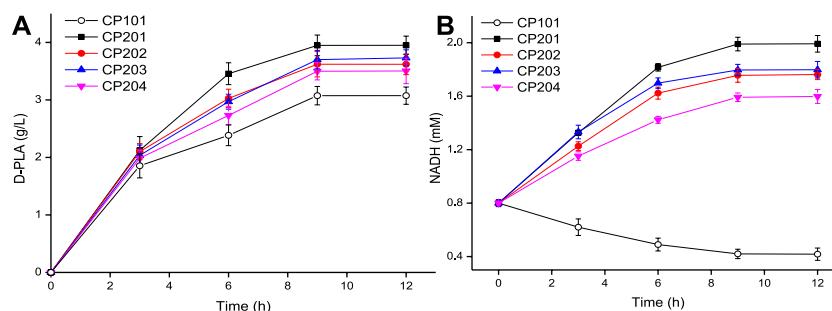 A
CP101
CP201
CP202
CP203
CP204
4
3
2
1
0
D-PLA (g/L)
0 2 4 6 8 10 12
Time (h)
B
CP101
CP201
CP202
CP203
CP204
2.0
1.6
1.2
0.8
0.4
NADH (mM)
0 2 4 6 8 10 12
Time (h)